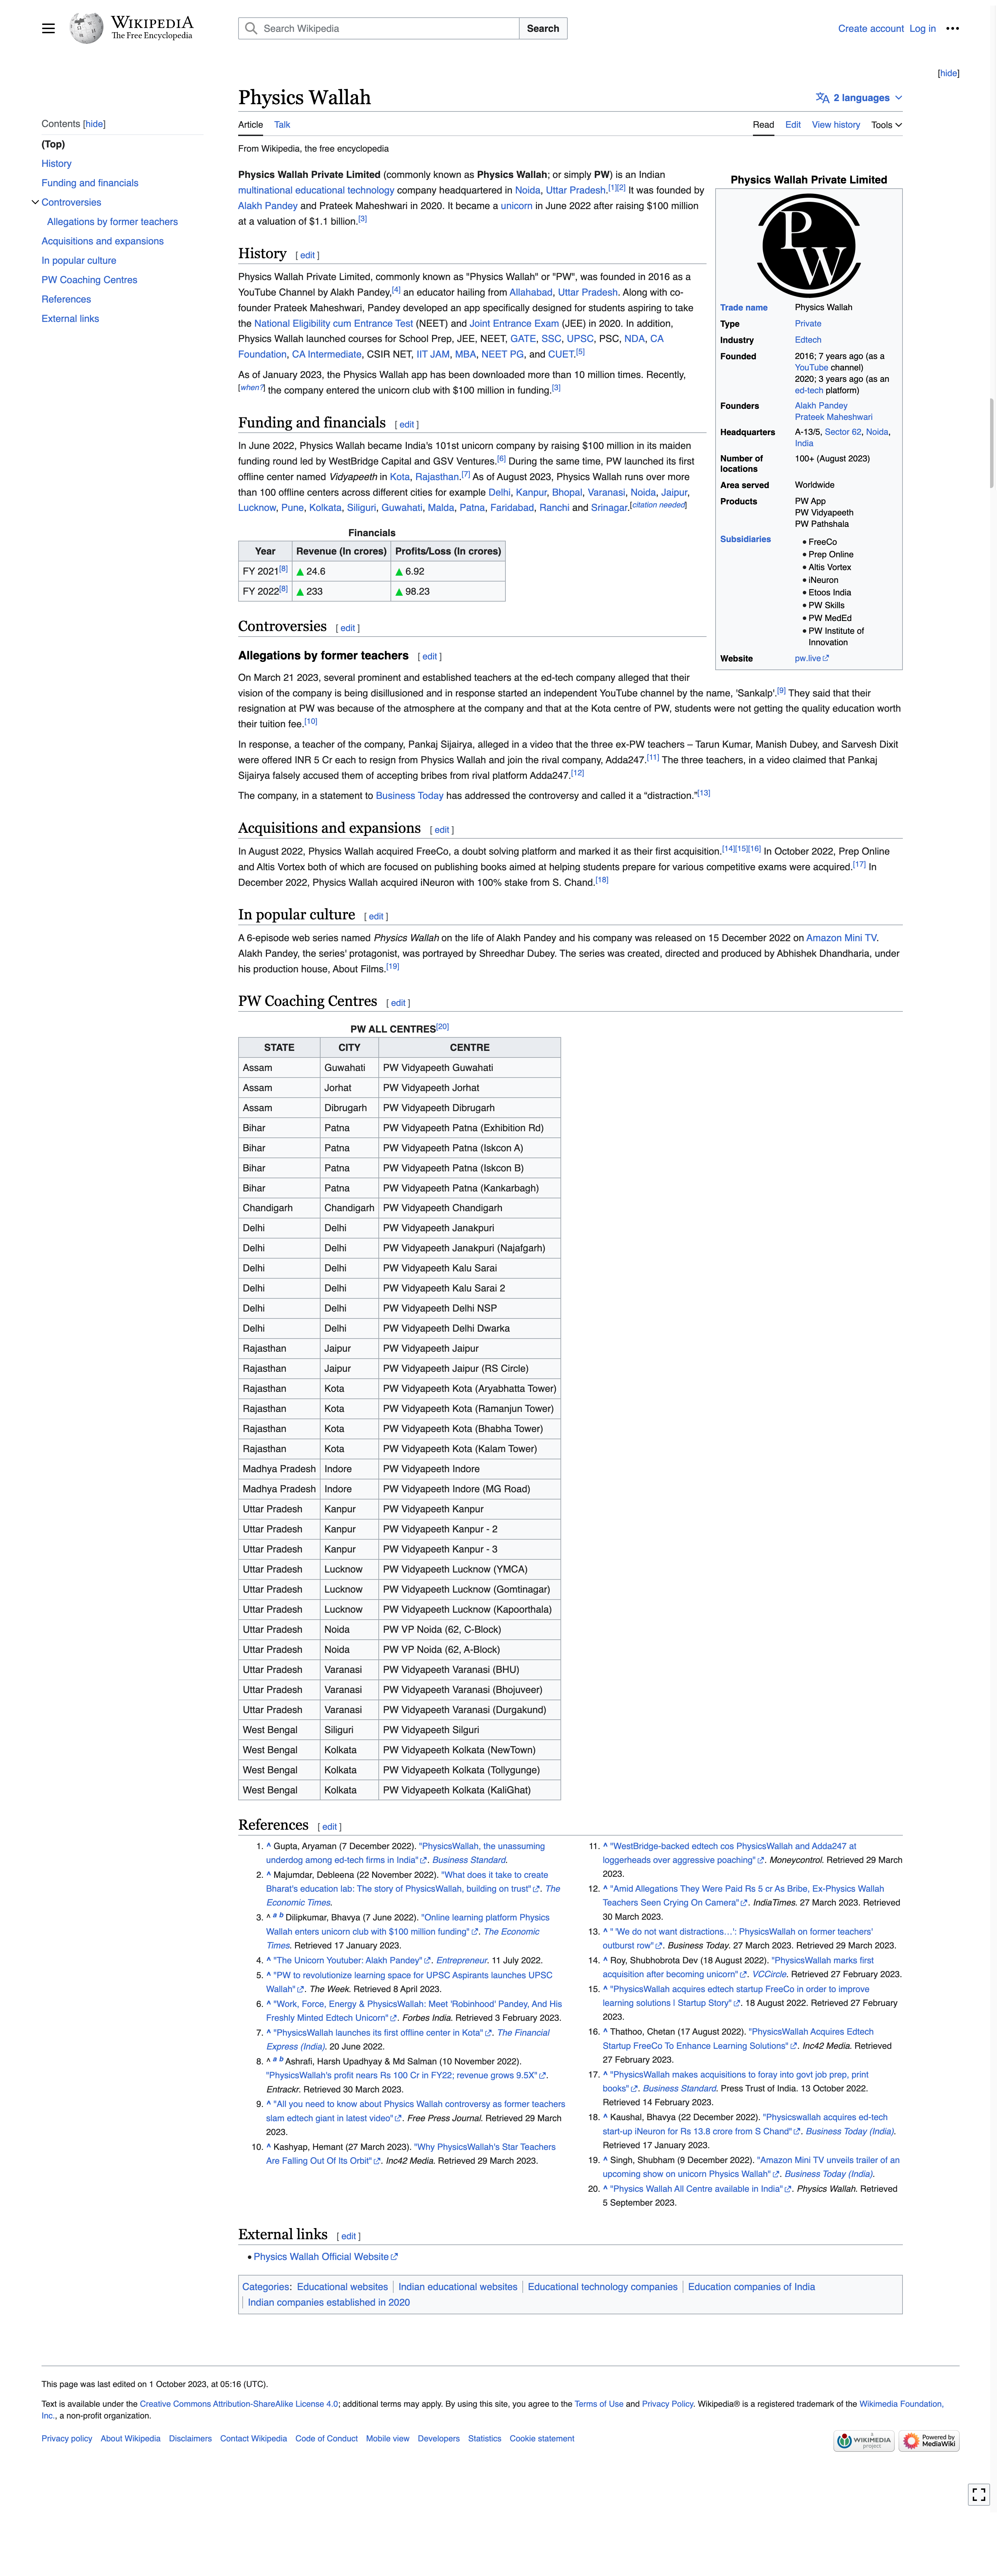 WIKIPEDIA
The Free Encyclopedia
Search Wikipedia
Search
Create account Log in
[hide]
Contents [hide]
(Top)
History
Funding and financials
Controversies
Allegations by former teachers
Acquisitions and expansions
In popular culture
PW Coaching Centres
References
External links
Physics Wallah
2 languages
Article Talk
Read Edit View history Tools
From Wikipedia, the free encyclopedia
Physics Wallah Private Limited (commonly known as Physics Wallah; or simply PW) is an Indian
multinational educational technology company headquartered in Noida, Uttar Pradesh.[1][2] It was founded by
Alakh Pandey and Prateek Maheshwari in 2020. It became a unicorn in June 2022 after raising $100 million
at a valuation of $1.1 billion.[3]
Physics Wallah Private Limited
P
W
Trade name Physics Wallah
Type Private
Industry Edtech
Founded 2016; 7 years ago (as a
YouTube channel)
2020; 3 years ago (as an
ed-tech platform)
Founders Alakh Pandey
Prateek Maheshwari
Headquarters A-13/5, Sector 62, Noida,
India
Number of 100+ (August 2023)
locations
Area served Worldwide
Products PW App
PW Vidyapeeth
PW Pathshala
Subsidiaries
• FreeCo
• Prep Online
• Altis Vortex
• iNeuron
• Etoos India
• PW Skills
• PW MedEd
• PW Institute of
Innovation
Website pw.live
History [ edit ]
Physics Wallah Private Limited, commonly known as "Physics Wallah" or "PW", was founded in 2016 as a
YouTube Channel by Alakh Pandey,[4] an educator hailing from Allahabad, Uttar Pradesh. Along with co-
founder Prateek Maheshwari, Pandey developed an app specifically designed for students aspiring to take
the National Eligibility cum Entrance Test (NEET) and Joint Entrance Exam (JEE) in 2020. In addition,
Physics Wallah launched courses for School Prep, JEE, NEET, GATE, SSC, UPSC, PSC, NDA, CA
Foundation, CA Intermediate, CSIR NET, IIT JAM, MBA, NEET PG, and CUET.[5]
As of January 2023, the Physics Wallah app has been downloaded more than 10 million times. Recently,
[when?] the company entered the unicorn club with $100 million in funding.[3]
Funding and financials [ edit ]
In June 2022, Physics Wallah became India's 101st unicorn company by raising $100 million in its maiden
funding round led by WestBridge Capital and GSV Ventures.[6] During the same time, PW launched its first
offline center named Vidyapeeth in Kota, Rajasthan.[7] As of August 2023, Physics Wallah runs over more
than 100 offline centers across different cities for example Delhi, Kanpur, Bhopal, Varanasi, Noida, Jaipur,
Lucknow, Pune, Kolkata, Siliguri, Guwahati, Malda, Patna, Faridabad, Ranchi and Srinagar.[citation needed]
Financials
Year Revenue (In crores) Profits/Loss (In crores)
FY 2021[8] ▲ 24.6 ▲ 6.92
FY 2022[8] ▲ 233 ▲ 98.23
Controversies [ edit ]
Allegations by former teachers [ edit ]
On March 21 2023, several prominent and established teachers at the ed-tech company alleged that their
vision of the company is being disillusioned and in response started an independent YouTube channel by the name, 'Sankalp'.[9] They said that their
resignation at PW was because of the atmosphere at the company and that at the Kota centre of PW, students were not getting the quality education worth
their tuition fee.[10]
In response, a teacher of the company, Pankaj Sijairya, alleged in a video that the three ex-PW teachers – Tarun Kumar, Manish Dubey, and Sarvesh Dixit
were offered INR 5 Cr each to resign from Physics Wallah and join the rival company, Adda247.[11] The three teachers, in a video claimed that Pankaj
Sijairya falsely accused them of accepting bribes from rival platform Adda247.[12]
The company, in a statement to Business Today has addressed the controversy and called it a "distraction."[13]
Acquisitions and expansions [ edit ]
In August 2022, Physics Wallah acquired FreeCo, a doubt solving platform and marked it as their first acquisition.[14][15][16] In October 2022, Prep Online
and Altis Vortex both of which are focused on publishing books aimed at helping students prepare for various competitive exams were acquired.[17] In
December 2022, Physics Wallah acquired iNeuron with 100% stake from S. Chand.[18]
In popular culture [ edit ]
A 6-episode web series named Physics Wallah on the life of Alakh Pandey and his company was released on 15 December 2022 on Amazon Mini TV.
Alakh Pandey, the series' protagonist, was portrayed by Shreedhar Dubey. The series was created, directed and produced by Abhishek Dhandharia, under
his production house, About Films.[19]
PW Coaching Centres [ edit ]
PW ALL CENTRES[20]
STATE CITY CENTRE
Assam Guwahati PW Vidyapeeth Guwahati
Assam Jorhat PW Vidyapeeth Jorhat
Assam Dibrugarh PW Vidyapeeth Dibrugarh
Bihar Patna PW Vidyapeeth Patna (Exhibition Rd)
Bihar Patna PW Vidyapeeth Patna (Iskcon A)
Bihar Patna PW Vidyapeeth Patna (Iskcon B)
Bihar Patna PW Vidyapeeth Patna (Kankarbagh)
Chandigarh Chandigarh PW Vidyapeeth Chandigarh
Delhi Delhi PW Vidyapeeth Janakpuri
Delhi Delhi PW Vidyapeeth Janakpuri (Najafgarh)
Delhi Delhi PW Vidyapeeth Kalu Sarai
Delhi Delhi PW Vidyapeeth Kalu Sarai 2
Delhi Delhi PW Vidyapeeth Delhi NSP
Delhi Delhi PW Vidyapeeth Delhi Dwarka
Rajasthan Jaipur PW Vidyapeeth Jaipur
Rajasthan Jaipur PW Vidyapeeth Jaipur (RS Circle)
Rajasthan Kota PW Vidyapeeth Kota (Aryabhatta Tower)
Rajasthan Kota PW Vidyapeeth Kota (Ramanjun Tower)
Rajasthan Kota PW Vidyapeeth Kota (Bhabha Tower)
Rajasthan Kota PW Vidyapeeth Kota (Kalam Tower)
Madhya Pradesh Indore PW Vidyapeeth Indore
Madhya Pradesh Indore PW Vidyapeeth Indore (MG Road)
Uttar Pradesh Kanpur PW Vidyapeeth Kanpur
Uttar Pradesh Kanpur PW Vidyapeeth Kanpur - 2
Uttar Pradesh Kanpur PW Vidyapeeth Kanpur - 3
Uttar Pradesh Lucknow PW Vidyapeeth Lucknow (YMCA)
Uttar Pradesh Lucknow PW Vidyapeeth Lucknow (Gomtinagar)
Uttar Pradesh Lucknow PW Vidyapeeth Lucknow (Kapoorthala)
Uttar Pradesh Noida PW VP Noida (62, C-Block)
Uttar Pradesh Noida PW VP Noida (62, A-Block)
Uttar Pradesh Varanasi PW Vidyapeeth Varanasi (BHU)
Uttar Pradesh Varanasi PW Vidyapeeth Varanasi (Bhojuveer)
Uttar Pradesh Varanasi PW Vidyapeeth Varanasi (Durgakund)
West Bengal Siliguri PW Vidyapeeth Silguri
West Bengal Kolkata PW Vidyapeeth Kolkata (NewTown)
West Bengal Kolkata PW Vidyapeeth Kolkata (Tollygunge)
West Bengal Kolkata PW Vidyapeeth Kolkata (KaliGhat)
References [ edit ]
1. ^ Gupta, Aryaman (7 December 2022). "PhysicsWallah, the unassuming
underdog among ed-tech firms in India". Business Standard.
2. ^ Majumdar, Debleena (22 November 2022). "What does it take to create
Bharat's education lab: The story of PhysicsWallah, building on trust". The
Economic Times.
3. ^ a b Dilipkumar, Bhavya (7 June 2022). "Online learning platform Physics
Wallah enters unicorn club with $100 million funding". The Economic
Times. Retrieved 17 January 2023.
4. ^ "The Unicorn Youtuber: Alakh Pandey". Entrepreneur. 11 July 2022.
5. ^ "PW to revolutionize learning space for UPSC Aspirants launches UPSC
Wallah". The Week. Retrieved 8 April 2023.
6. ^ "Work, Force, Energy & PhysicsWallah: Meet 'Robinhood' Pandey, And His
Freshly Minted Edtech Unicorn". Forbes India. Retrieved 3 February 2023.
7. ^ "PhysicsWallah launches its first offline center in Kota". The Financial
Express (India). 20 June 2022.
8. ^ a b Ashrafi, Harsh Upadhyay & Md Salman (10 November 2022).
"PhysicsWallah's profit nears Rs 100 Cr in FY22; revenue grows 9.5X".
Entrackr. Retrieved 30 March 2023.
9. ^ "All you need to know about Physics Wallah controversy as former teachers
slam edtech giant in latest video". Free Press Journal. Retrieved 29 March
2023.
10. ^ Kashyap, Hemant (27 March 2023). "Why PhysicsWallah's Star Teachers
Are Falling Out Of Its Orbit". Inc42 Media. Retrieved 29 March 2023.
11. ^ "WestBridge-backed edtech cos PhysicsWallah and Adda247 at
loggerheads over aggressive poaching". Moneycontrol. Retrieved 29 March
2023.
12. ^ "Amid Allegations They Were Paid Rs 5 cr As Bribe, Ex-Physics Wallah
Teachers Seen Crying On Camera". IndiaTimes. 27 March 2023. Retrieved
30 March 2023.
13. ^ " 'We do not want distractions…': PhysicsWallah on former teachers'
outburst row". Business Today. 27 March 2023. Retrieved 29 March 2023.
14. ^ Roy, Shubhobrota Dev (18 August 2022). "PhysicsWallah marks first
acquisition after becoming unicorn". VCCircle. Retrieved 27 February 2023.
15. ^ "PhysicsWallah acquires edtech startup FreeCo in order to improve
learning solutions | Startup Story". 18 August 2022. Retrieved 27 February
2023.
16. ^ Thathoo, Chetan (17 August 2022). "PhysicsWallah Acquires Edtech
Startup FreeCo To Enhance Learning Solutions". Inc42 Media. Retrieved
27 February 2023.
17. ^ "PhysicsWallah makes acquisitions to foray into govt job prep, print
books". Business Standard. Press Trust of India. 13 October 2022.
Retrieved 14 February 2023.
18. ^ Kaushal, Bhavya (22 December 2022). "Physicswallah acquires ed-tech
start-up iNeuron for Rs 13.8 crore from S Chand". Business Today (India).
Retrieved 17 January 2023.
19. ^ Singh, Shubham (9 December 2022). "Amazon Mini TV unveils trailer of an
upcoming show on unicorn Physics Wallah". Business Today (India).
20. ^ "Physics Wallah All Centre available in India". Physics Wallah. Retrieved
5 September 2023.
External links [ edit ]
• Physics Wallah Official Website
Categories: Educational websites | Indian educational websites | Educational technology companies | Education companies of India
| Indian companies established in 2020
This page was last edited on 1 October 2023, at 05:16 (UTC).
Text is available under the Creative Commons Attribution-ShareAlike License 4.0; additional terms may apply. By using this site, you agree to the Terms of Use and Privacy Policy. Wikipedia® is a registered trademark of the Wikimedia Foundation,
Inc., a non-profit organization.
Privacy policy About Wikipedia Disclaimers Contact Wikipedia Code of Conduct Mobile view Developers Statistics Cookie statement
A
WIKIMEDIA
project
Powered by
MediaWiki